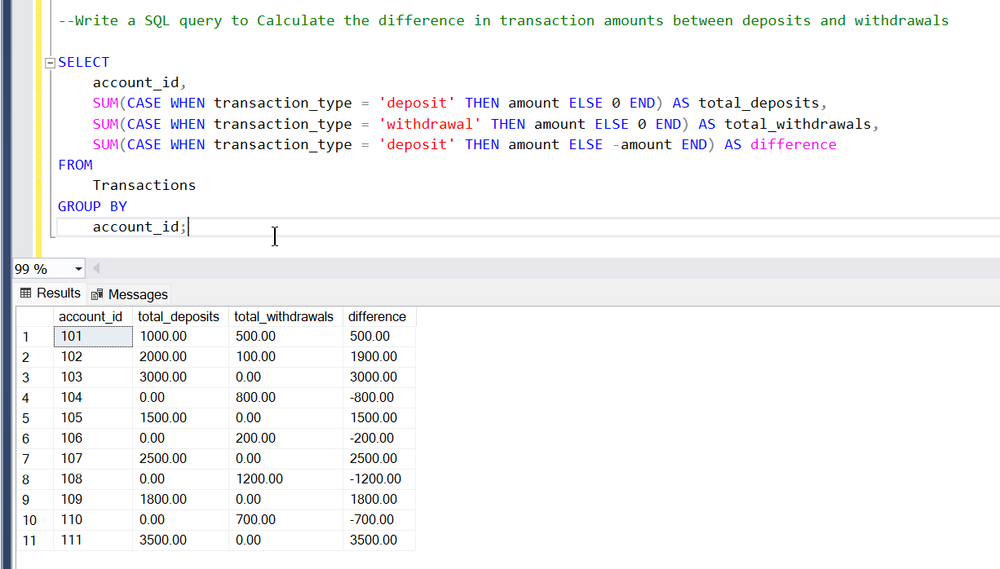 --Write a SQL query to Calculate the difference in transaction amounts between deposits and withdrawals
SELECT
account_id,
SUM(CASE WHEN transaction_type = 'deposit' THEN amount ELSE 0 END) AS total_deposits,
SUM(CASE WHEN transaction_type = 'withdrawal' THEN amount ELSE 0 END) AS total_withdrawals,
SUM(CASE WHEN transaction_type = 'deposit' THEN amount ELSE -amount END) AS difference
FROM
Transactions
GROUP BY
account_id;
99 %
Results Messages
account_id total_deposits total_withdrawals difference
1 101 1000.00 500.00 500.00
2 102 2000.00 100.00 1900.00
3 103 3000.00 0.00 3000.00
4 104 0.00 800.00 -800.00
5 105 1500.00 0.00 1500.00
6 106 0.00 200.00 -200.00
7 107 2500.00 0.00 2500.00
8 108 0.00 1200.00 -1200.00
9 109 1800.00 0.00 1800.00
10 110 0.00 700.00 -700.00
11 111 3500.00 0.00 3500.00